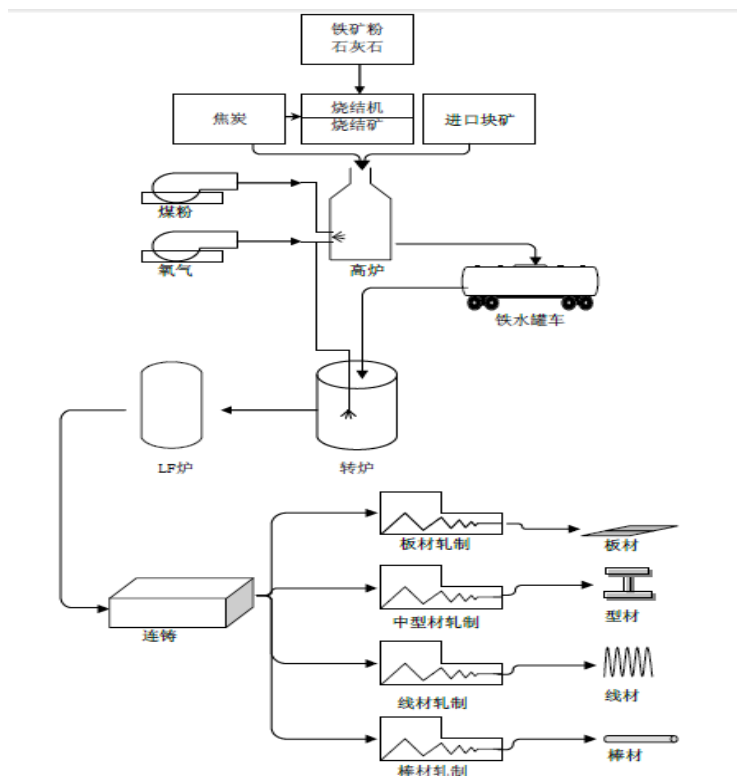 铁矿粉
石灰石
焦炭
烧结机
烧结矿
进口块矿
煤粉
氧气
高炉
铁水罐车
LF炉
转炉
板材轧制
板材
中型材轧制
型材
连铸
线材轧制
线材
棒材轧制
棒材